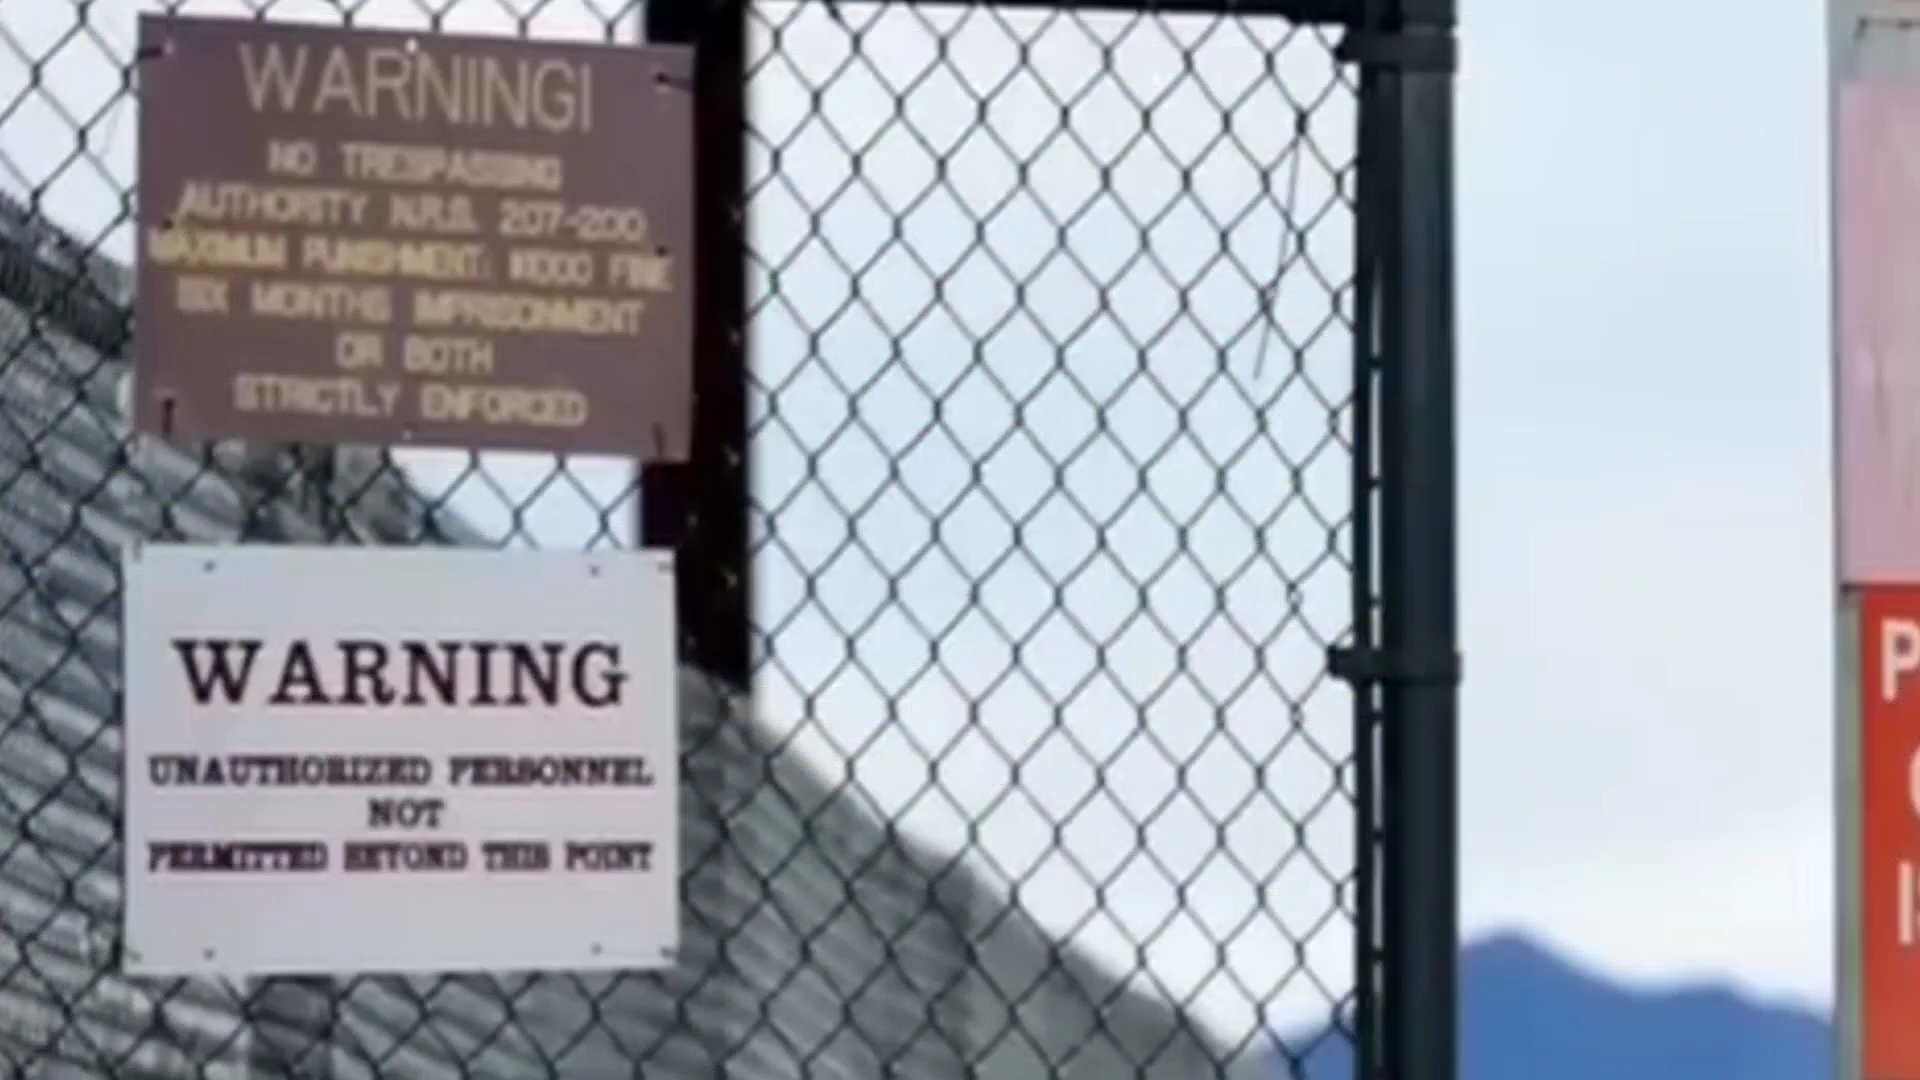 WARNING!
NO TRESPASSING
AUTHORITY N.R.S. 207-200
MAXIMUM PUNISHMENT: $1000 FINE
SIX MONTHS IMPRISONMENT
OR BOTH
STRICTLY ENFORCED
WARNING
UNAUTHORIZED PERSONNEL
NOT
PERMITTED BEYOND THIS POINT
P